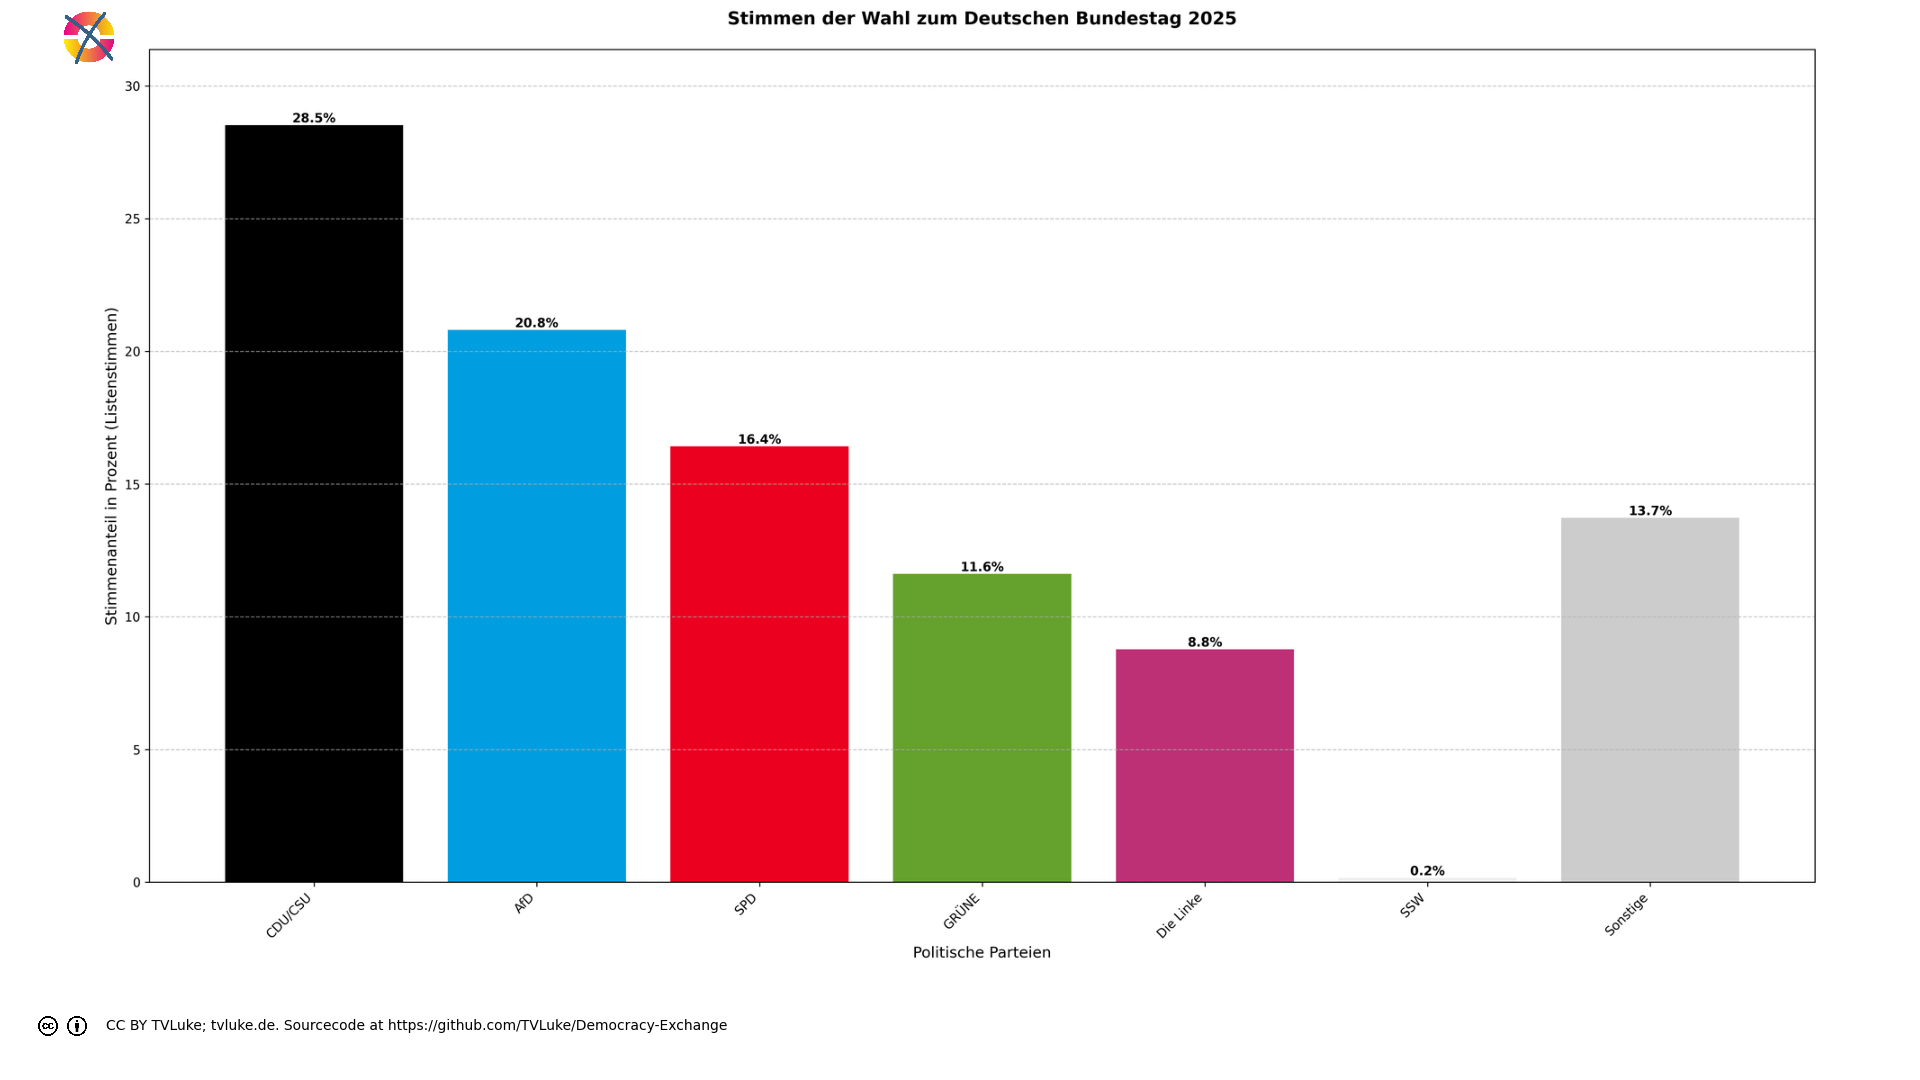 Stimmen der Wahl zum Deutschen Bundestag 2025
Stimmenanteil in Prozent (Listenstimmen)
30
25
20
15
10
5
0
28.5%
20.8%
16.4%
11.6%
8.8%
0.2%
13.7%
CDU/CSU
AfD
SPD
GRÜNE
Die Linke
SSW
Sonstige
Politische Parteien
cc CC BY TVLuke; tvluke.de. Sourcecode at https://github.com/TVLuke/Democracy-Exchange